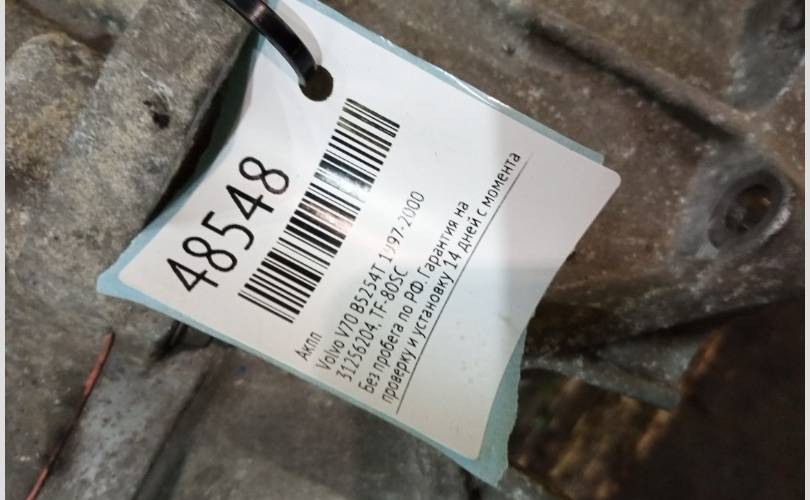 48548
Акпп
Volvo V70 B5254T 1997-2000
31256204, TF-80SC
Без пробега по РФ. Гарантия на
проверку и установку 14 дней с момента